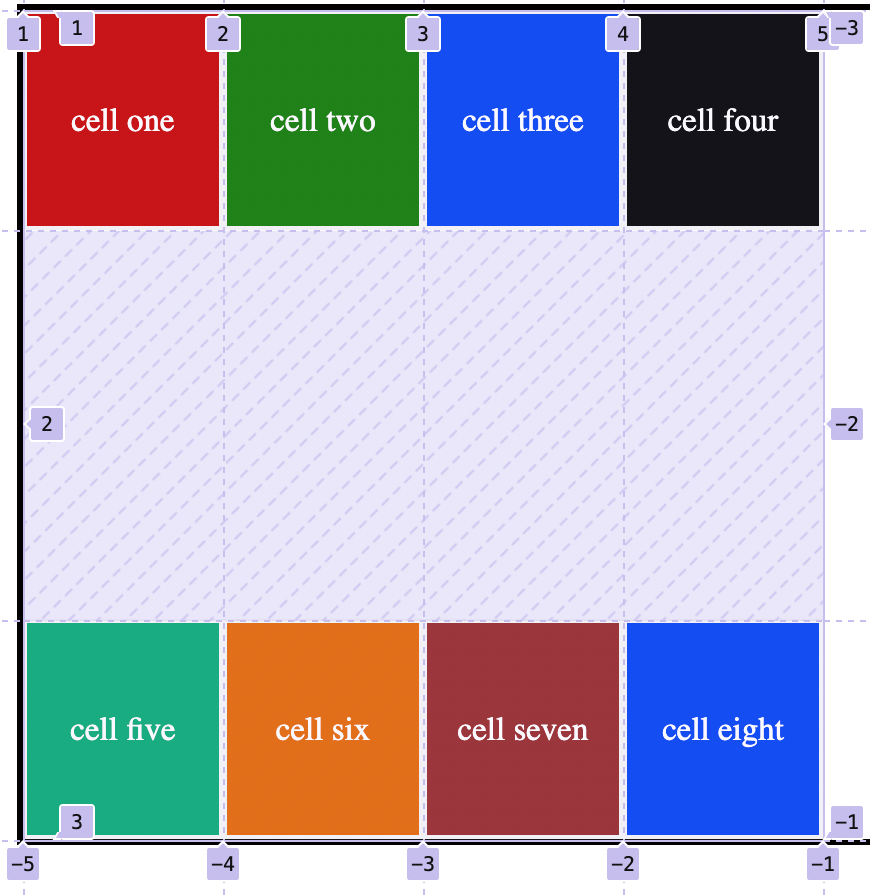 1 1 2 3 4 5 −3
cell one cell two cell three cell four
2 −2
cell five cell six cell seven cell eight
3 −1
−5 −4 −3 −2 −1